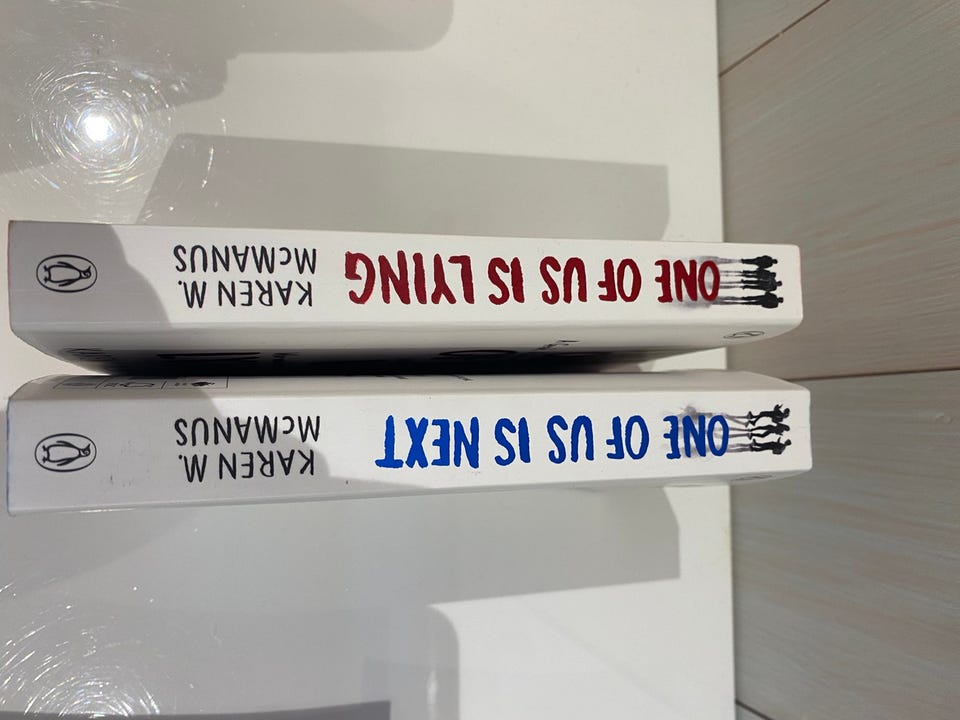 ONE OF US IS LYING
KAREN M.
McMANUS
ONE OF US IS NEXT
KAREN M.
McMANUS